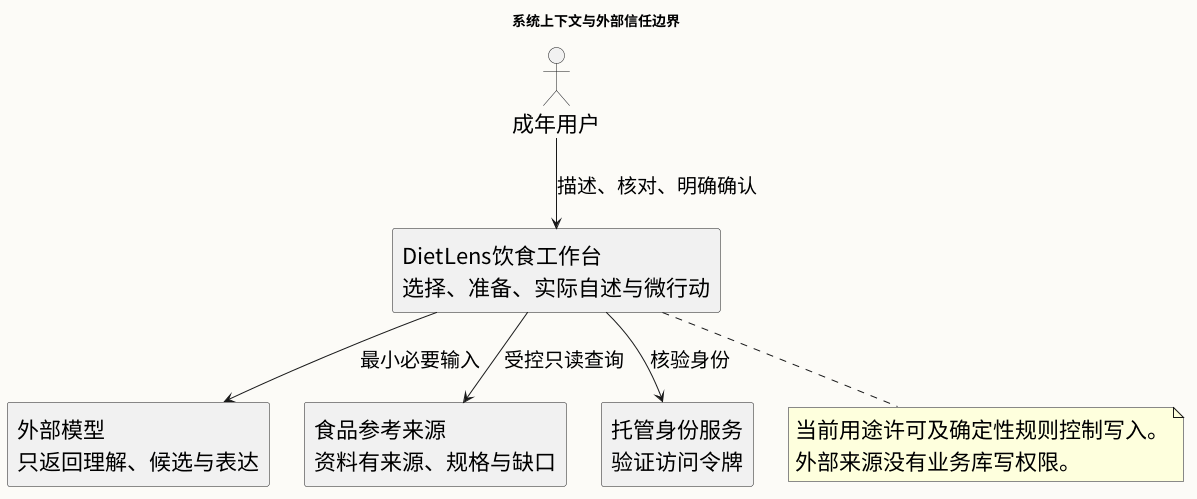 系统上下文与外部信任边界
成年用户
描述、核对、明确确认
DietLens饮食工作台
选择、准备、实际自述与微行动
最小必要输入
受控只读查询
核验身份
外部模型
只返回理解、候选与表达
食品参考来源
资料有来源、规格与缺口
托管身份服务
验证访问令牌
当前用途许可及确定性规则控制写入。
外部来源没有业务库写权限。